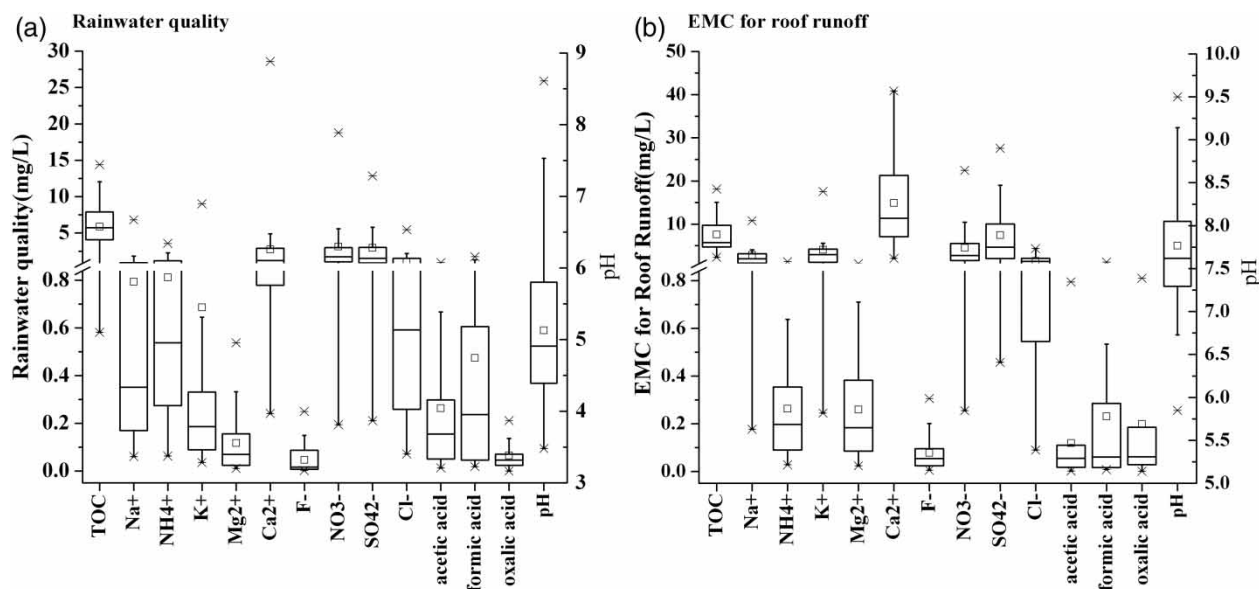 (a) Rainwater quality
Rainwater quality(mg/L)
30
25
20
15
10
5
0.8
0.6
0.4
0.2
0.0
9
8
7
6
5
4
3
pH
TOC
Na+
NH4+
K+
Mg2+
Ca2+
F-
NO3-
SO42-
Cl-
acetic acid
formic acid
oxalic acid
pH
(b) EMC for roof runoff
EMC for Roof Runoff(mg/L)
50
40
30
20
10
0.8
0.6
0.4
0.2
0.0
10.0
9.5
9.0
8.5
8.0
7.5
7.0
6.5
6.0
5.5
5.0
pH
TOC
Na+
NH4+
K+
Mg2+
Ca2+
F-
NO3-
SO42-
Cl-
acetic acid
formic acid
oxalic acid
pH